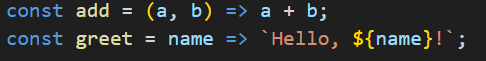 const add = (a, b) => a + b;
const greet = name => `Hello, ${name}!`;